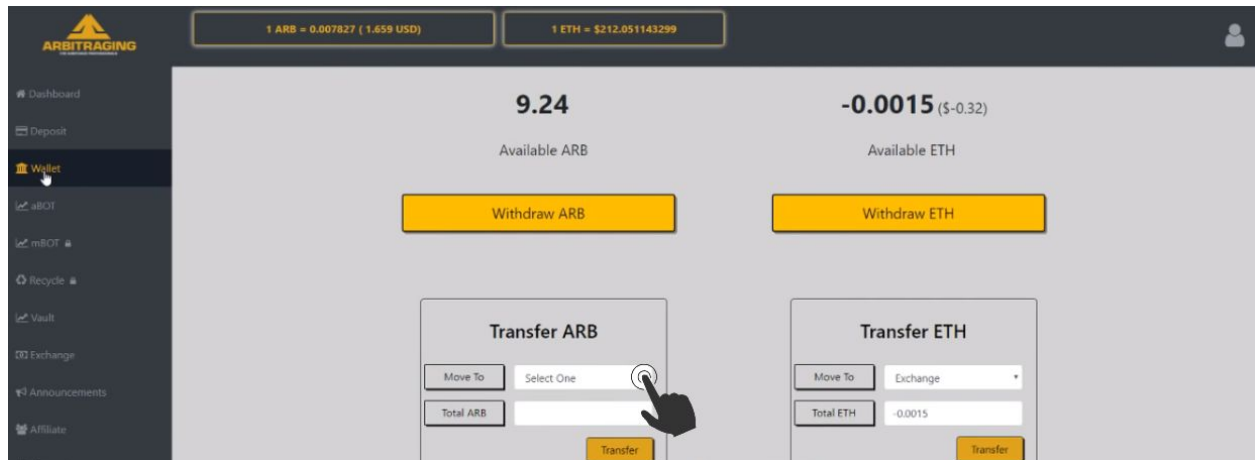 ARBITRAGING
1 ARB = 0.007827 ( 1.659 USD)
1 ETH = $212.051143299
Dashboard
Deposit
Wallet
aBOT
mBOT
Recycle
Vault
Exchange
Announcements
Affiliate
9.24
Available ARB
Withdraw ARB
-0.0015 ($-0.32)
Available ETH
Withdraw ETH
Transfer ARB
Move To Select One
Total ARB
Transfer
Transfer ETH
Move To Exchange
Total ETH -0.0015
Transfer